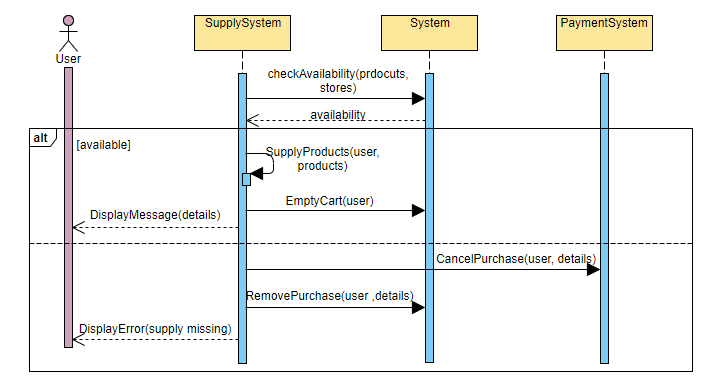 SupplySystem
System
PaymentSystem
User
checkAvailability(prdocuts,
stores)
availability
alt
[available]
SupplyProducts(user,
products)
EmptyCart(user)
DisplayMessage(details)
CancelPurchase(user, details)
RemovePurchase(user ,details)
DisplayError(supply missing)